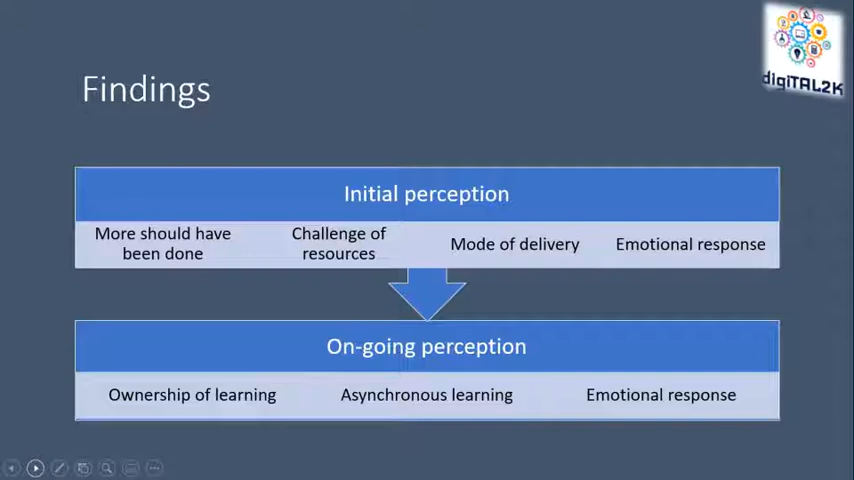 digiTAL2K
Findings
Initial perception
More should have
been done
Challenge of
resources
Mode of delivery
Emotional response
On-going perception
Ownership of learning
Asynchronous learning
Emotional response